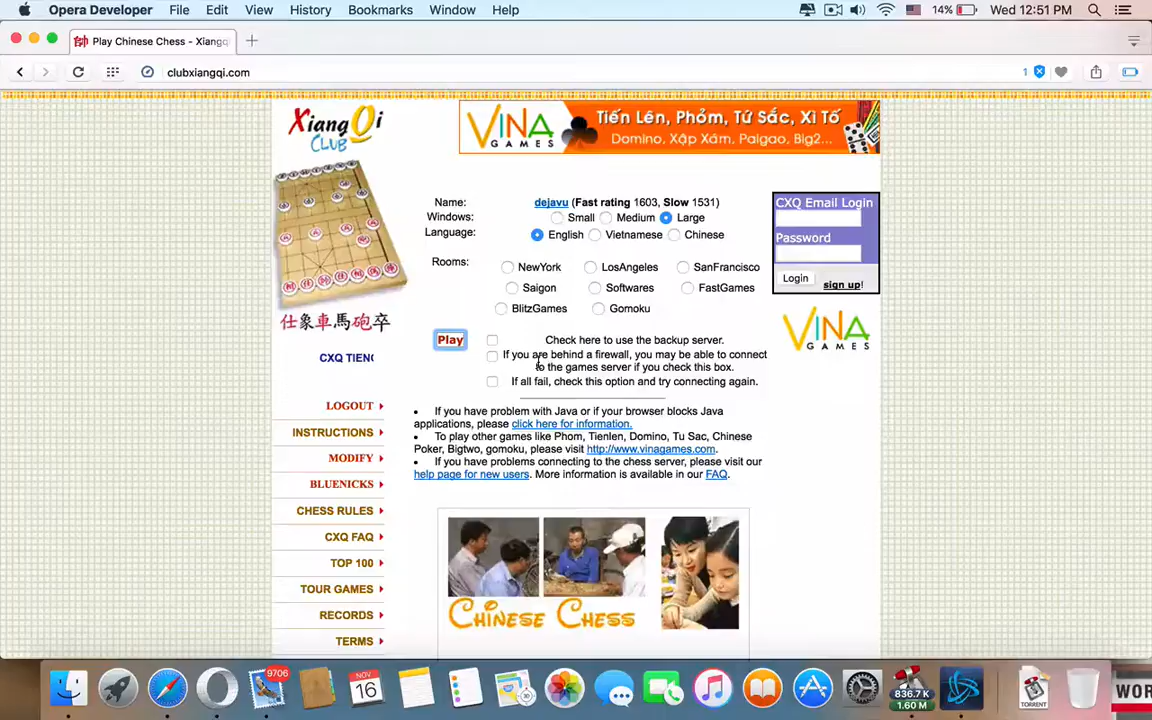 Opera Developer File Edit View History Bookmarks Window Help 14% Wed 12:51 PM
Play Chinese Chess - Xiangq
clubxiangqi.com 1
XiangQi
CLUB
VINA
GAMES
Tiến Lên, Phỏm, Tứ Sắc, Xì Tố
Domino, Xập Xám, Paigao, Big2...
Name: dejavu (Fast rating 1603, Slow 1531)
Windows: Small Medium Large
Language: English Vietnamese Chinese
Rooms: NewYork LosAngeles SanFrancisco
Saigon Softwares FastGames
BlitzGames Gomoku
CXQ Email Login
Password
Login sign up!
VINA
GAMES
仕象車馬砲卒
CXQ TIEN
Play Check here to use the backup server.
If you are behind a firewall, you may be able to connect
to the games server if you check this box.
If all fail, check this option and try connecting again.
• If you have problem with Java or if your browser blocks Java
applications, please click here for information.
• To play other games like Phom, Tienlen, Domino, Tu Sac, Chinese
Poker, Bigtwo, gomoku, please visit http://www.vinagames.com.
• If you have problems connecting to the chess server, please visit our
help page for new users. More information is available in our FAQ.
LOGOUT
INSTRUCTIONS
MODIFY
BLUENICKS
CHESS RULES
CXQ FAQ
TOP 100
TOUR GAMES
RECORDS
TERMS
CHINESE CHESS
9706
NOV
16
836.7 K
1.60 M
TORRENT
WOR